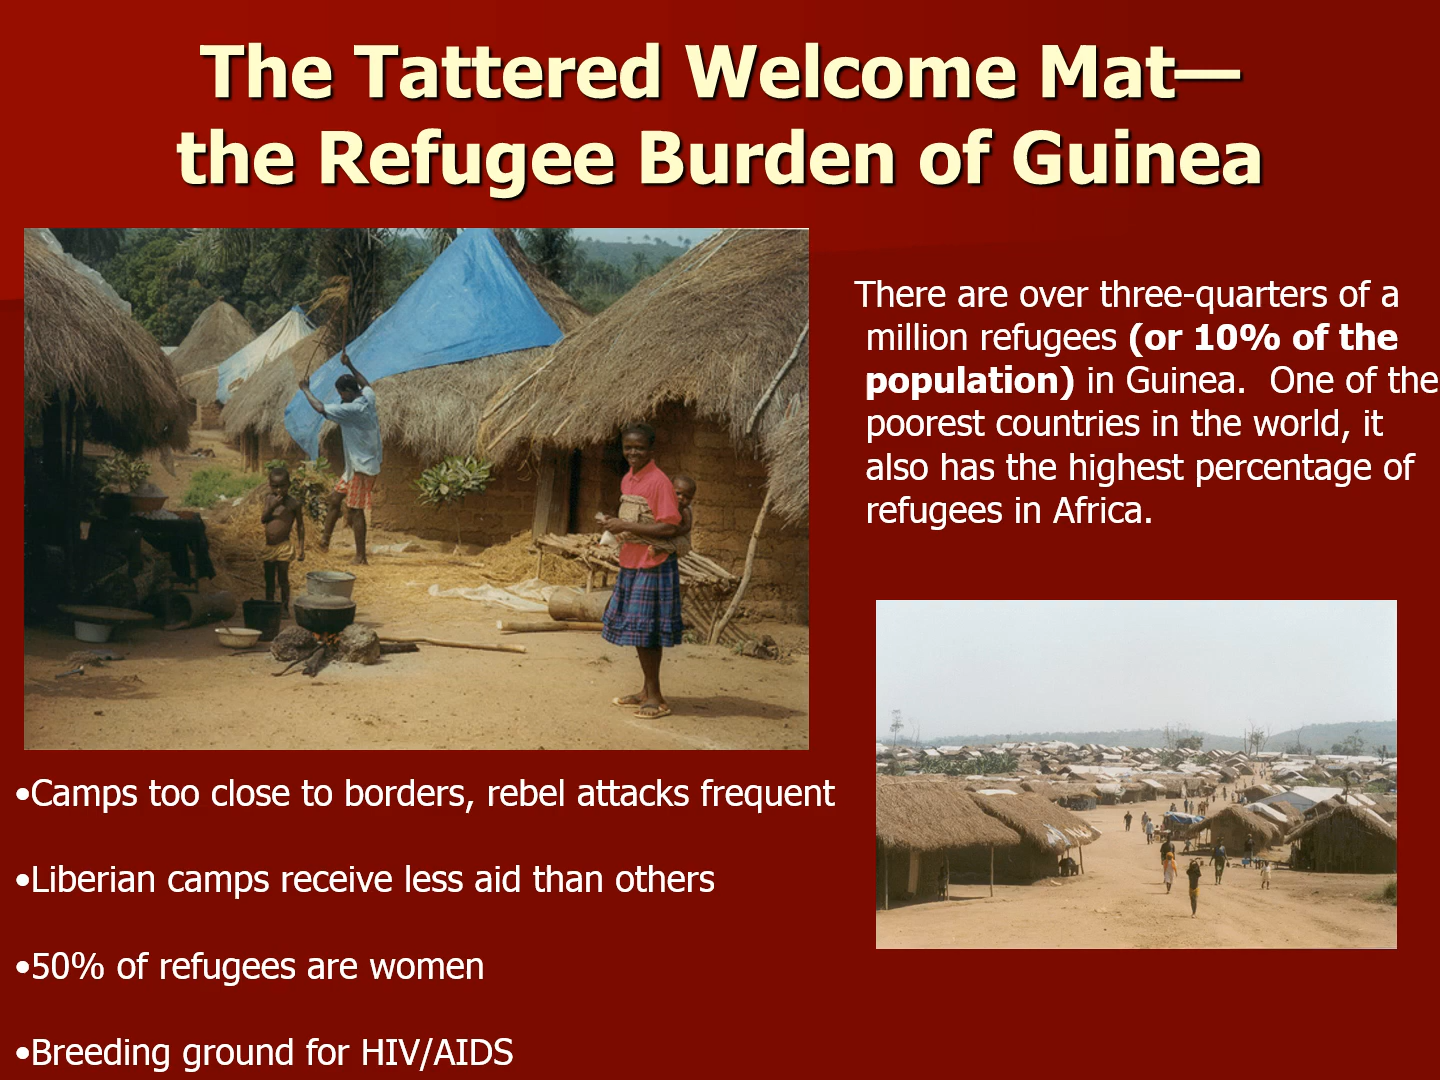 The Tattered Welcome Mat—
the Refugee Burden of Guinea
There are over three-quarters of a
million refugees (or 10% of the
population) in Guinea.  One of the
poorest countries in the world, it
also has the highest percentage of
refugees in Africa.
•Camps too close to borders, rebel attacks frequent
•Liberian camps receive less aid than others
•50% of refugees are women
•Breeding ground for HIV/AIDS